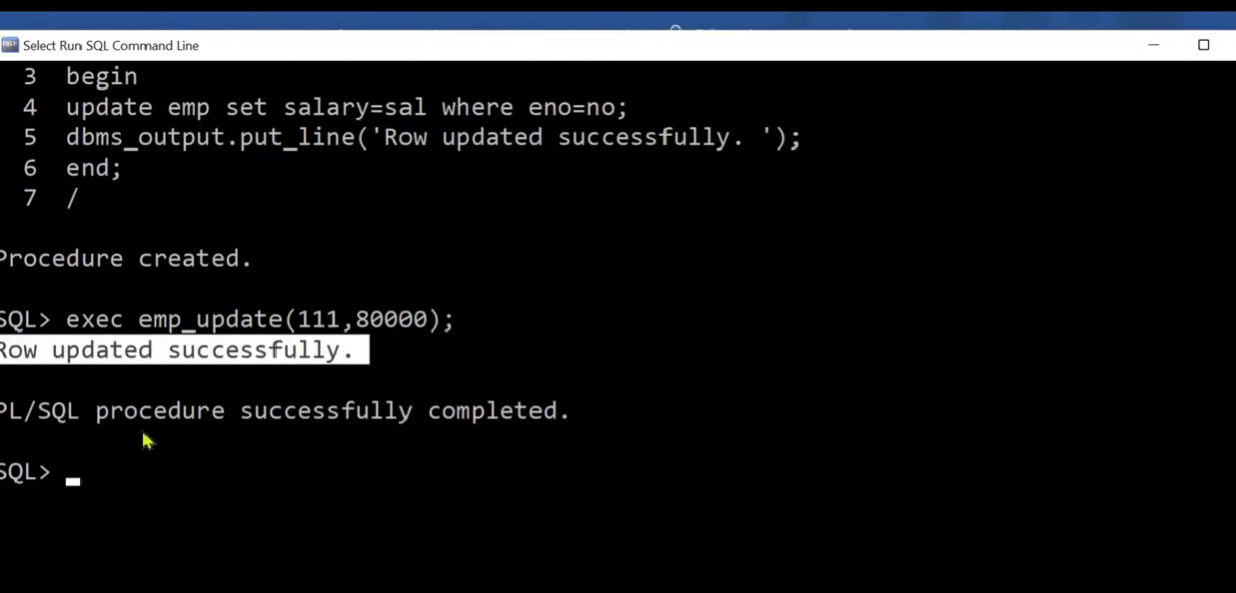 Select Run SQL Command Line
3 begin
4 update emp set salary=sal where eno=no;
5 dbms_output.put_line('Row updated successfully. ');
6 end;
7 /
Procedure created.
SQL> exec emp_update(111,80000);
Row updated successfully.
PL/SQL procedure successfully completed.
SQL>